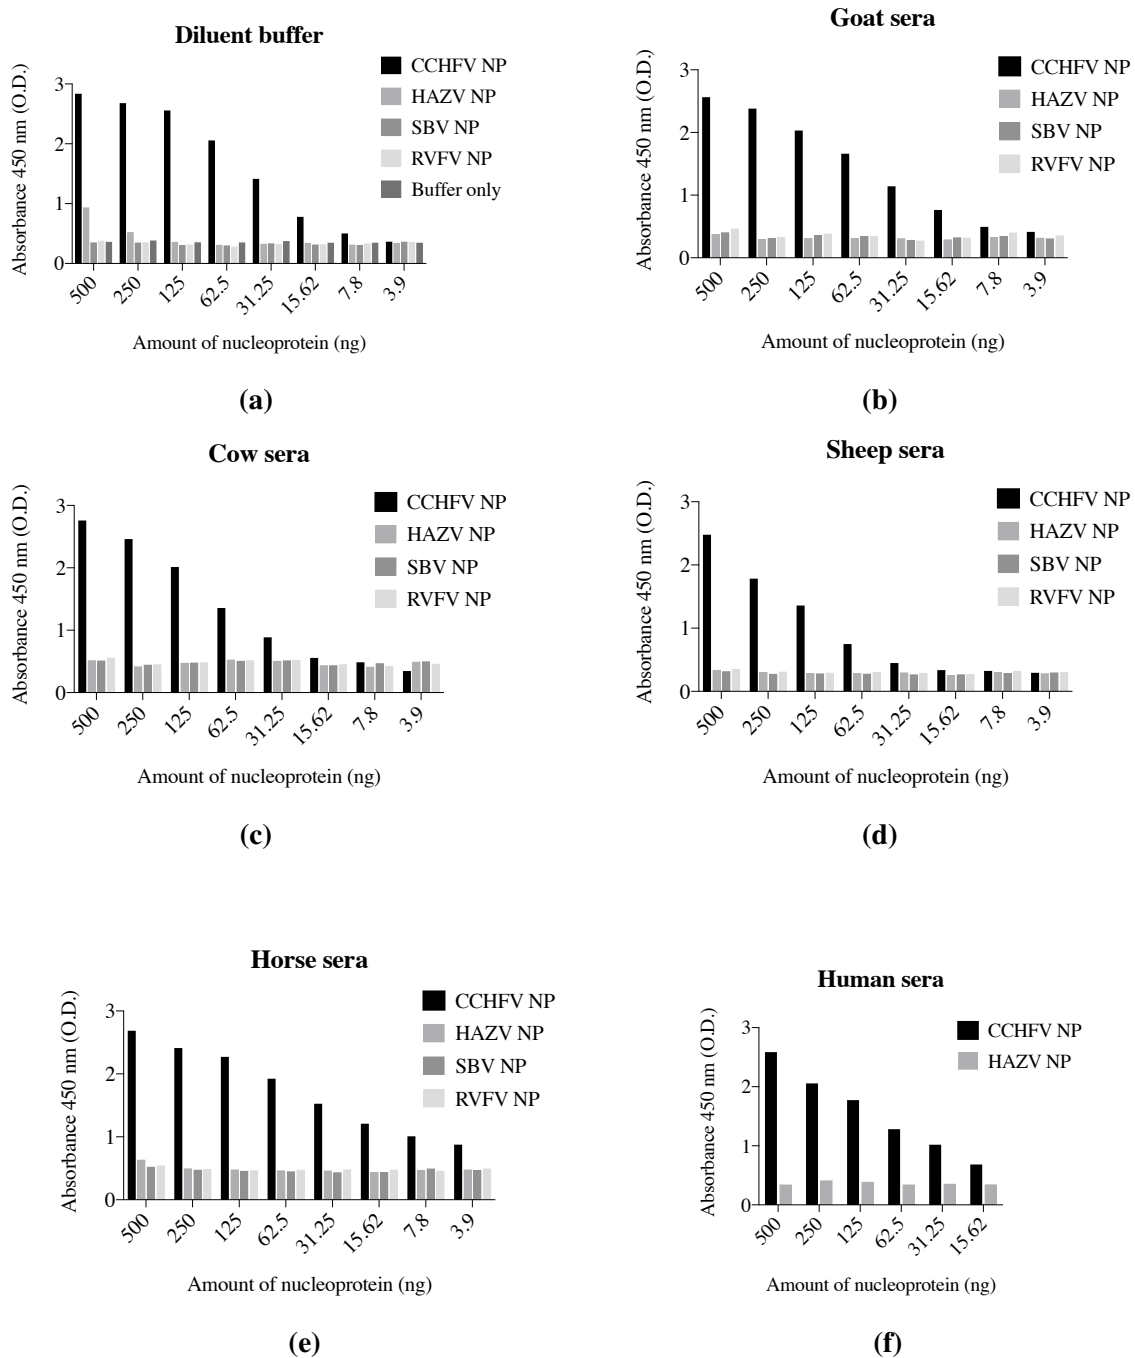 Diluent buffer
Absorbance 450 nm (O.D.)
3
2
1
0
500
250
125
62.5
31.25
15.62
7.8
3.9
Amount of nucleoprotein (ng)
CCHFV NP
HAZV NP
SBV NP
RVFV NP
Buffer only
(a)
Goat sera
Absorbance 450 nm (O.D.)
3
2
1
0
500
250
125
62.5
31.25
15.62
7.8
3.9
Amount of nucleoprotein (ng)
CCHFV NP
HAZV NP
SBV NP
RVFV NP
(b)
Cow sera
Absorbance 450 nm (O.D.)
3
2
1
0
500
250
125
62.5
31.25
15.62
7.8
3.9
Amount of nucleoprotein (ng)
CCHFV NP
HAZV NP
SBV NP
RVFV NP
(c)
Sheep sera
Absorbance 450 nm (O.D.)
3
2
1
0
500
250
125
62.5
31.25
15.62
7.8
3.9
Amount of nucleoprotein (ng)
CCHFV NP
HAZV NP
SBV NP
RVFV NP
(d)
Horse sera
Absorbance 450 nm (O.D.)
3
2
1
0
500
250
125
62.5
31.25
15.62
7.8
3.9
Amount of nucleoprotein (ng)
CCHFV NP
HAZV NP
SBV NP
RVFV NP
(e)
Human sera
Absorbance 450 nm (O.D.)
3
2
1
0
500
250
125
62.5
31.25
15.62
Amount of nucleoprotein (ng)
CCHFV NP
HAZV NP
(f)